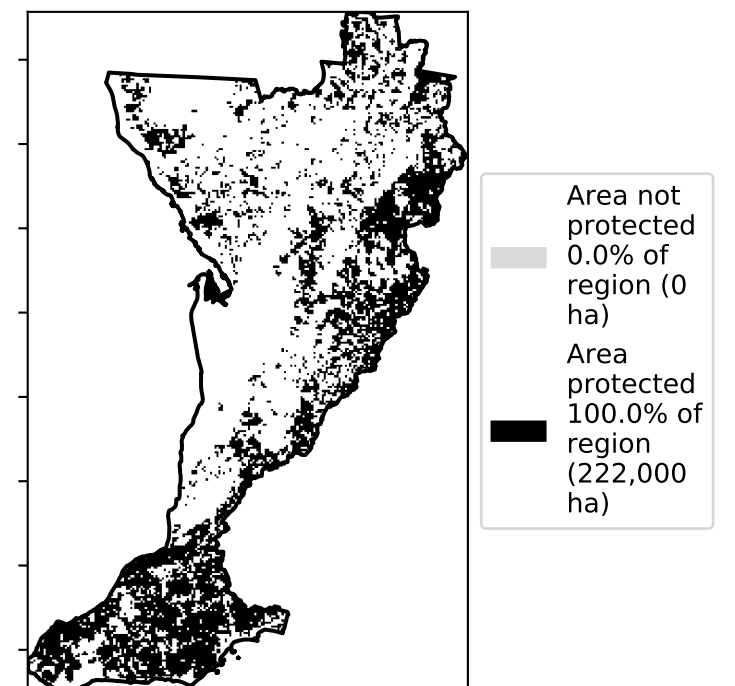 Area not
protected
0.0% of
region (0
ha)
Area
protected
100.0% of
region
(222,000
ha)